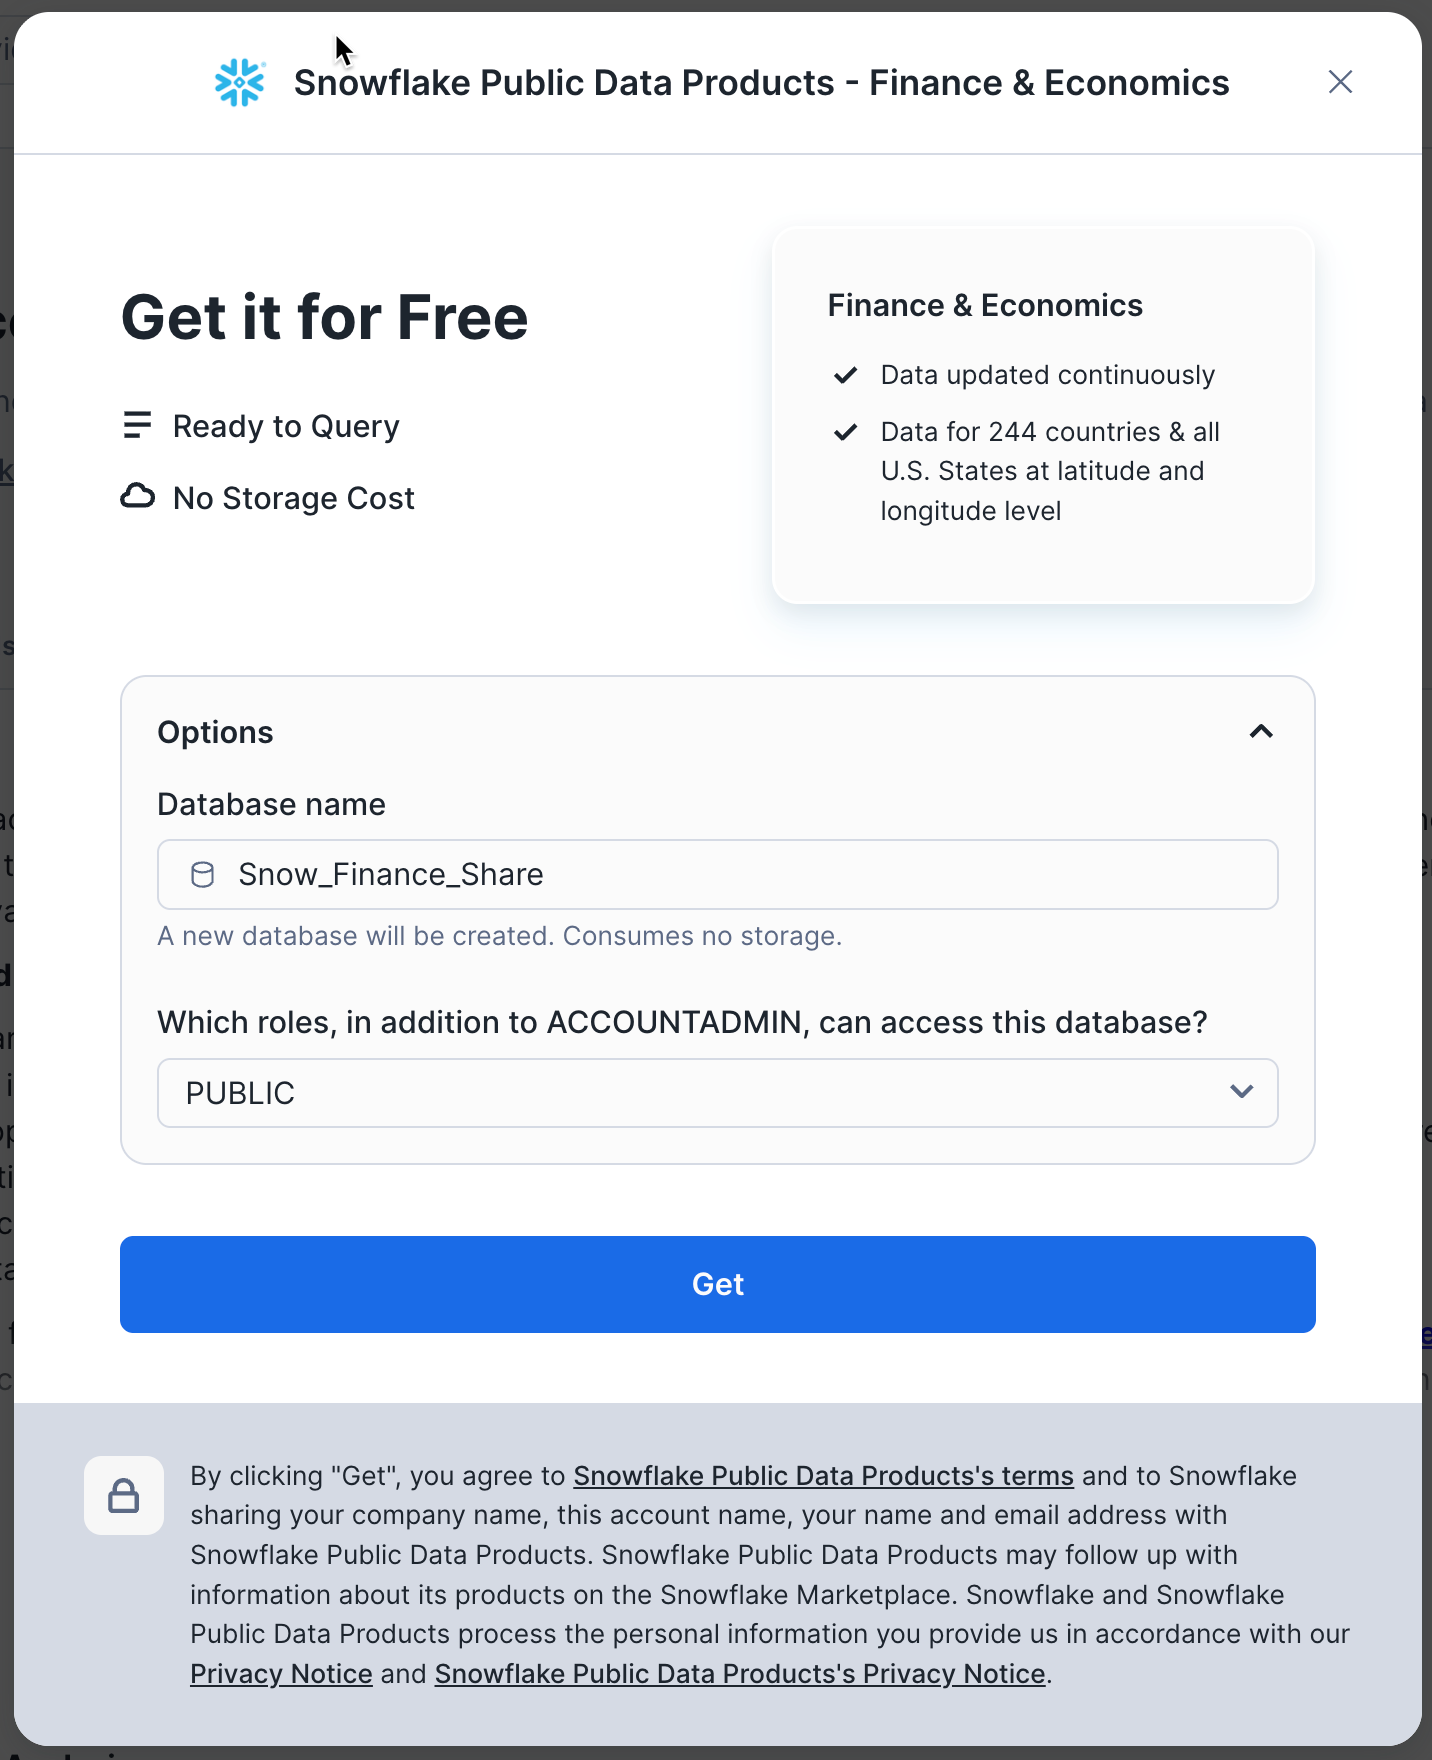 Snowflake Public Data Products - Finance & Economics
Get it for Free
Ready to Query
No Storage Cost
Finance & Economics
Data updated continuously
Data for 244 countries & all
U.S. States at latitude and
longitude level
Options
Database name
Snow_Finance_Share
A new database will be created. Consumes no storage.
Which roles, in addition to ACCOUNTADMIN, can access this database?
PUBLIC
Get
By clicking "Get", you agree to Snowflake Public Data Products's terms and to Snowflake
sharing your company name, this account name, your name and email address with
Snowflake Public Data Products. Snowflake Public Data Products may follow up with
information about its products on the Snowflake Marketplace. Snowflake and Snowflake
Public Data Products process the personal information you provide us in accordance with our
Privacy Notice and Snowflake Public Data Products's Privacy Notice.